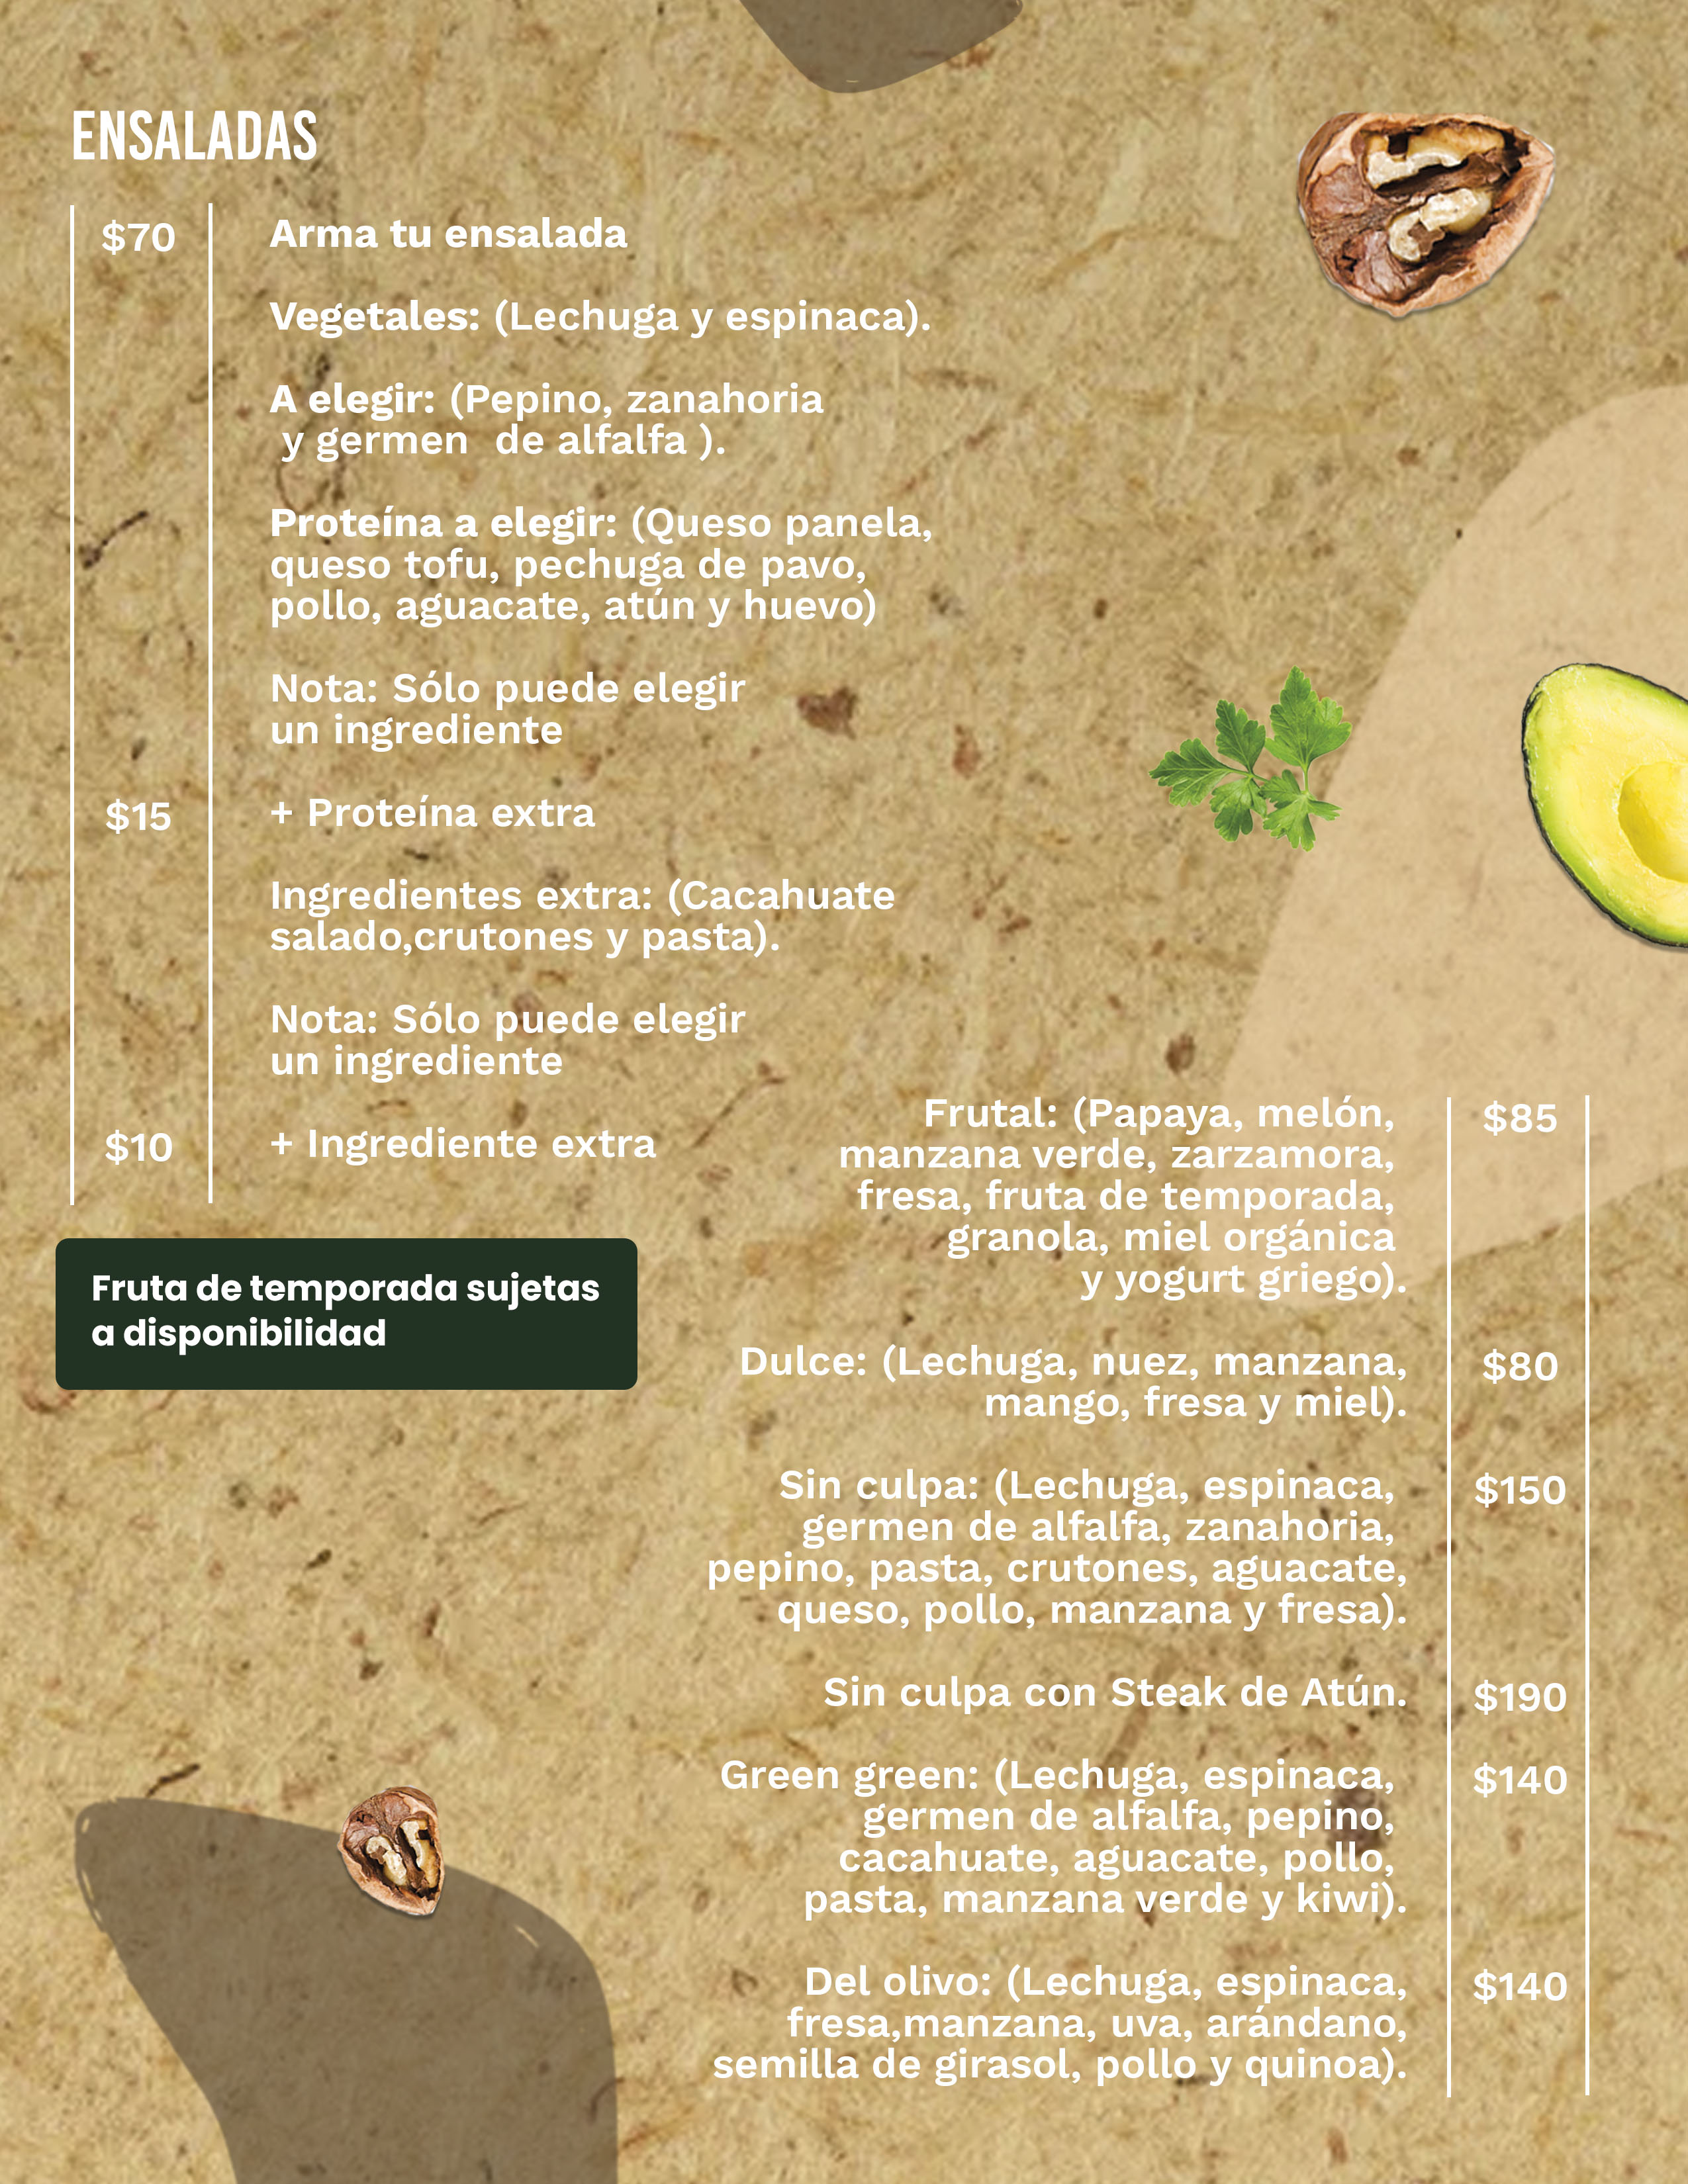 ENSALADAS
$70
Arma tu ensalada
Vegetales: (Lechuga y espinaca).
A elegir: (Pepino, zanahoria
y germen  de alfalfa ).
Proteína a elegir: (Queso panela,
queso tofu, pechuga de pavo,
pollo, aguacate, atún y huevo)
Nota: Sólo puede elegir
un ingrediente
$15
+ Proteína extra
Ingredientes extra: (Cacahuate
salado,crutones y pasta).
Nota: Sólo puede elegir
un ingrediente
$10
+ Ingrediente extra
Fruta de temporada sujetas
a disponibilidad
Frutal: (Papaya, melón,
manzana verde, zarzamora,
fresa, fruta de temporada,
granola, miel orgánica
y yogurt griego).
$85
Dulce: (Lechuga, nuez, manzana,
mango, fresa y miel).
$80
Sin culpa: (Lechuga, espinaca,
germen de alfalfa, zanahoria,
pepino, pasta, crutones, aguacate,
queso, pollo, manzana y fresa).
$150
Sin culpa con Steak de Atún.
$190
Green green: (Lechuga, espinaca,
germen de alfalfa, pepino,
cacahuate, aguacate, pollo,
pasta, manzana verde y kiwi).
$140
Del olivo: (Lechuga, espinaca,
fresa,manzana, uva, arándano,
semilla de girasol, pollo y quinoa).
$140